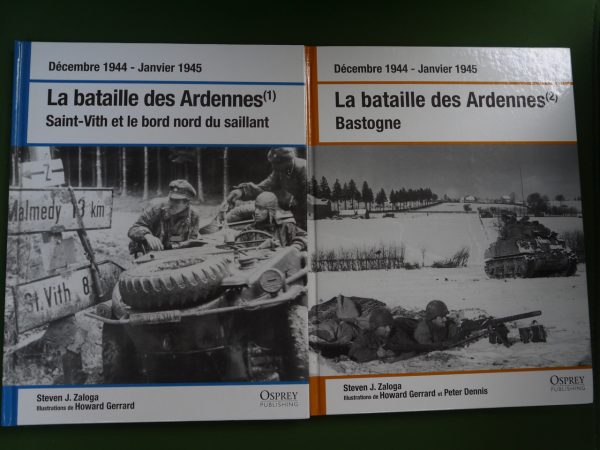 Décembre 1944 - Janvier 1945
La bataille des Ardennes(1)
Saint-Vith et le bord nord du saillant
2
Malmedy 13 km
St. Vith 8
Steven J. Zaloga
Illustrations de Howard Gerrard
OSPREY
PUBLISHING
Décembre 1944 - Janvier 1945
La bataille des Ardennes(2)
Bastogne
Steven J. Zaloga
Illustrations de Howard Gerrard et Peter Dennis
OSPREY
PUBLISHING